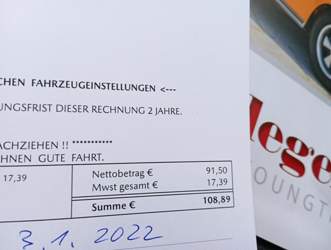 CHEN FAHRZEUGEINSTELLUNGEN <---
UNGSFRIST DIESER RECHNUNG 2 JAHRE.
ACHZIEHEN !! ***********
HNEN GUTE FAHRT.
17,39 Nettobetrag € 91,50
Mwst gesamt € 17,39
Summe € 108,89
3.1.2022
lege
OUNGT